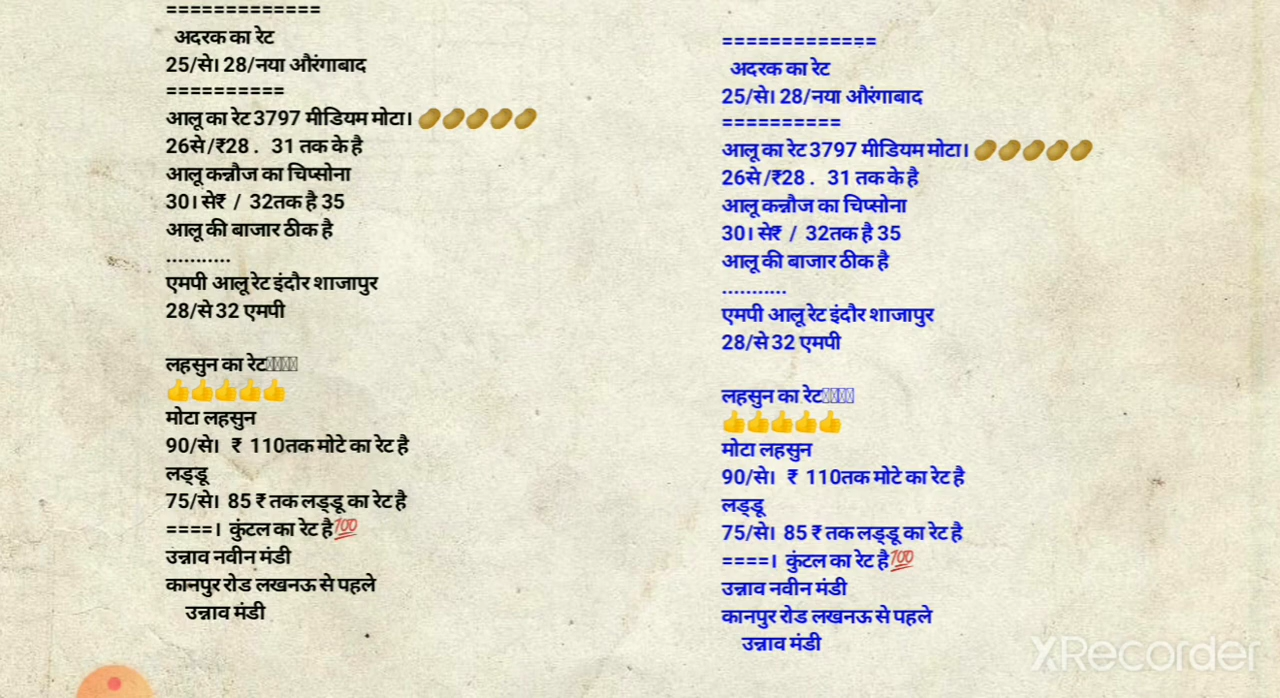 =============
अदरक का रेट
25/से। 28/नया औरंगाबाद
==========
आलू का रेट 3797 मीडियम मोटा। 🥔🥔🥔🥔🥔
26से /₹28 . 31 तक के है
आलू कन्नौज का चिप्सोना
30। से₹ / 32तक है 35
आलू की बाजार ठीक है
...........
एमपी आलू रेट इंदौर शाजापुर
28/से 32 एमपी
लहसुन का रेट
👍👍👍👍👍
मोटा लहसुन
90/से। ₹ 110तक मोटे का रेट है
लड्डू
75/से। 85 ₹ तक लड्डू का रेट है
====। कुंटल का रेट है💯
उन्नाव नवीन मंडी
कानपुर रोड लखनऊ से पहले
उन्नाव मंडी
=============
अदरक का रेट
25/से। 28/नया औरंगाबाद
==========
आलू का रेट 3797 मीडियम मोटा। 🥔🥔🥔🥔🥔
26से /₹28 . 31 तक के है
आलू कन्नौज का चिप्सोना
30। से₹ / 32तक है 35
आलू की बाजार ठीक है
...........
एमपी आलू रेट इंदौर शाजापुर
28/से 32 एमपी
लहसुन का रेट
👍👍👍👍👍
मोटा लहसुन
90/से। ₹ 110तक मोटे का रेट है
लड्डू
75/से। 85 ₹ तक लड्डू का रेट है
====। कुंटल का रेट है💯
उन्नाव नवीन मंडी
कानपुर रोड लखनऊ से पहले
उन्नाव मंडी
XRecorder